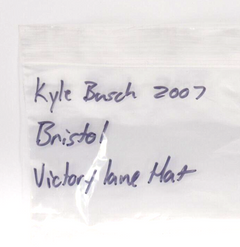 Kyle Busch 2007
Bristol
Victory lane Hat